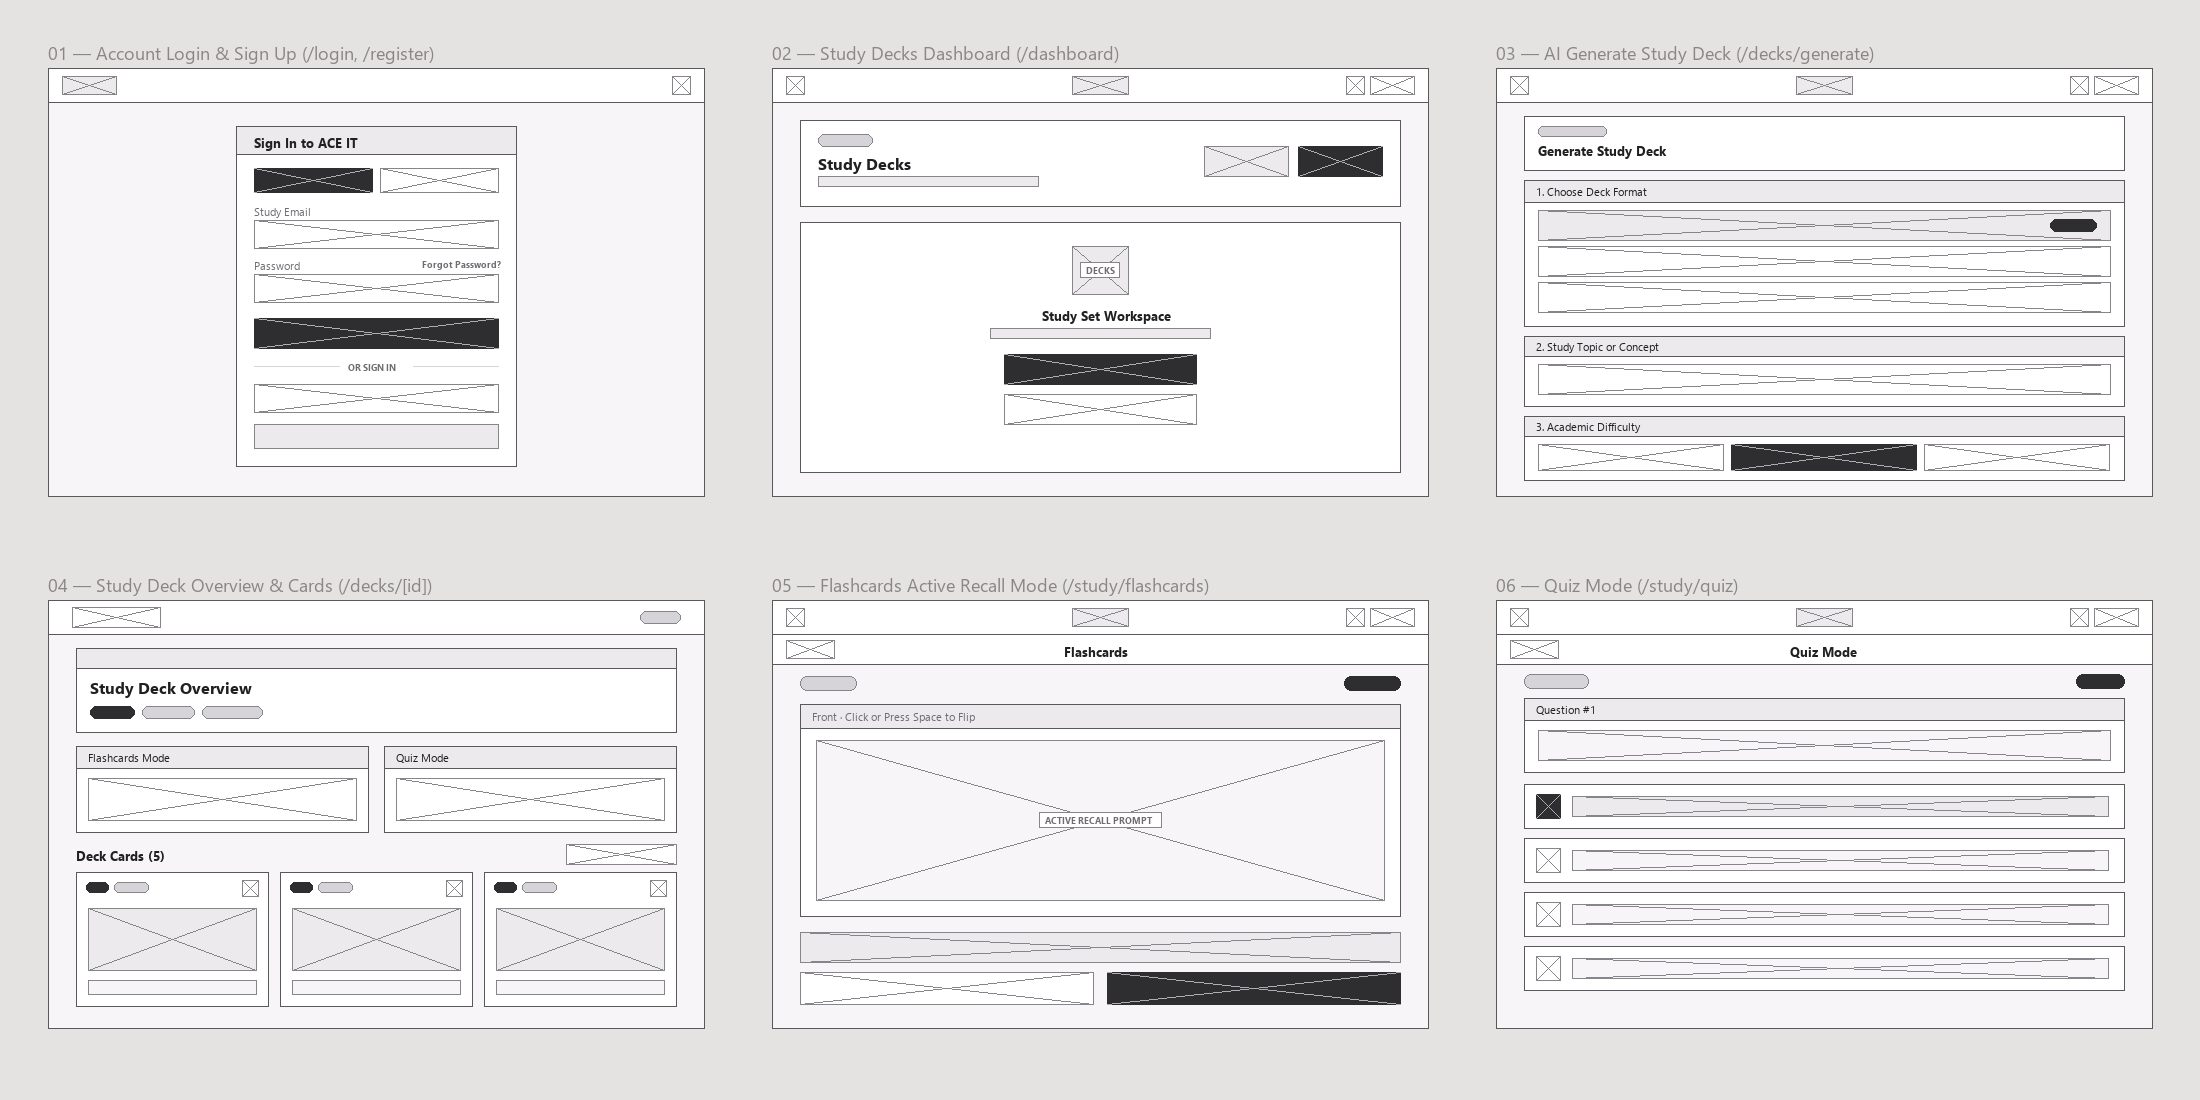 01 — Account Login & Sign Up (/login, /register)
Sign In to ACE IT
Study Email
Password
Forgot Password?
OR SIGN IN
02 — Study Decks Dashboard (/dashboard)
Study Decks
DECKS
Study Set Workspace
03 — AI Generate Study Deck (/decks/generate)
Generate Study Deck
1. Choose Deck Format
2. Study Topic or Concept
3. Academic Difficulty
04 — Study Deck Overview & Cards (/decks/[id])
Study Deck Overview
Flashcards Mode
Quiz Mode
Deck Cards (5)
05 — Flashcards Active Recall Mode (/study/flashcards)
Flashcards
Front · Click or Press Space to Flip
ACTIVE RECALL PROMPT
06 — Quiz Mode (/study/quiz)
Quiz Mode
Question #1